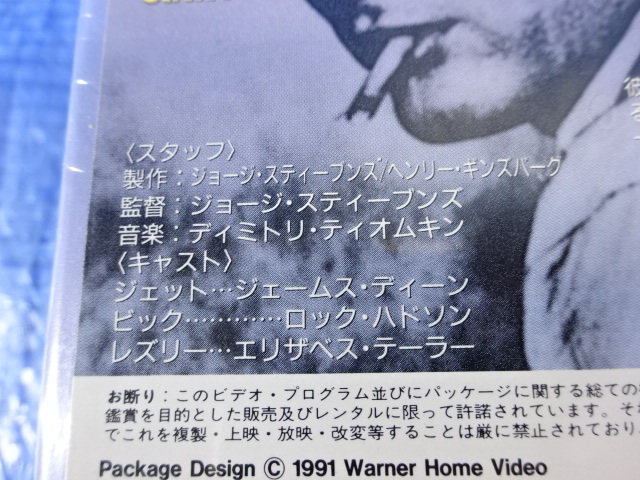 〈スタッフ〉
製作：ジョージ・スティーブンズ/ヘンリー・ギンズバーグ
監督：ジョージ・スティーブンズ
音楽：ディミトリ・ティオムキン
〈キャスト〉
ジェット…ジェームス・ディーン
ビック…………ロック・ハドソン
レズリー…エリザベス・テーラー
お断り：このビデオ・プログラム並びにパッケージに関する総ての
鑑賞を目的とした販売及びレンタルに限って許諾されています。そ
でこれを複製・上映・放映・改変等することは厳に禁止されており
Package Design © 1991 Warner Home Video